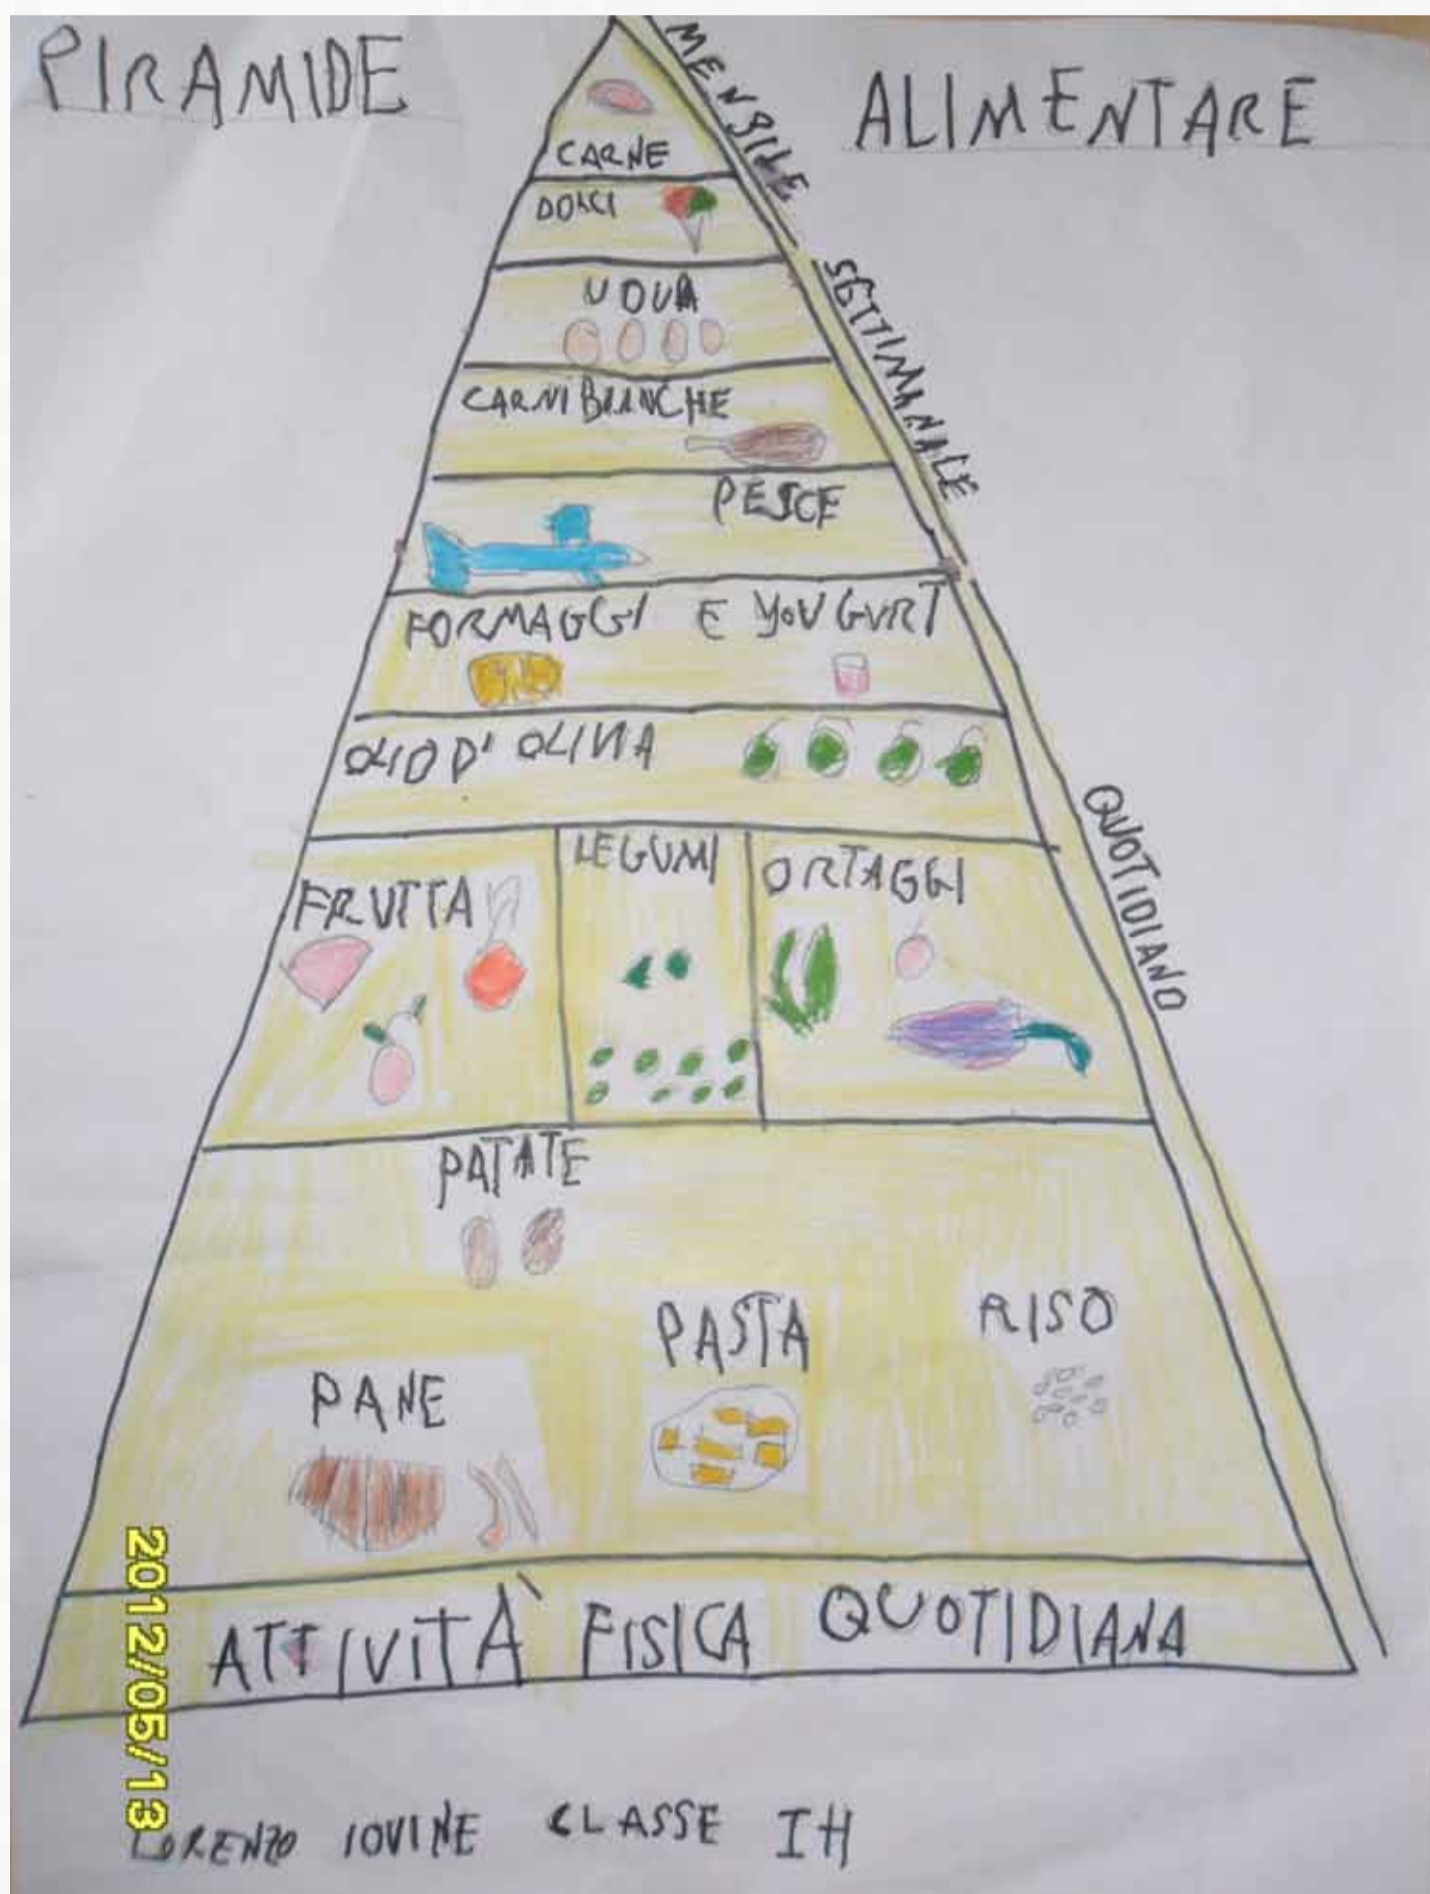 PIRAMIDE ALIMENTARE
MENSILE
CARNE
DOLCI
SETTIMANALE
UOVA
CARNI BIANCHE
PESCE
FORMAGGI E YOUGURT
OLIO D' OLIVA
QUOTIDIANO
FRUTTA LEGUMI ORTAGGI
PATATE
PASTA RISO
PANE
ATTIVITÀ FISICA QUOTIDIANA
2012/05/13
LORENZO IOVINE CLASSE IH